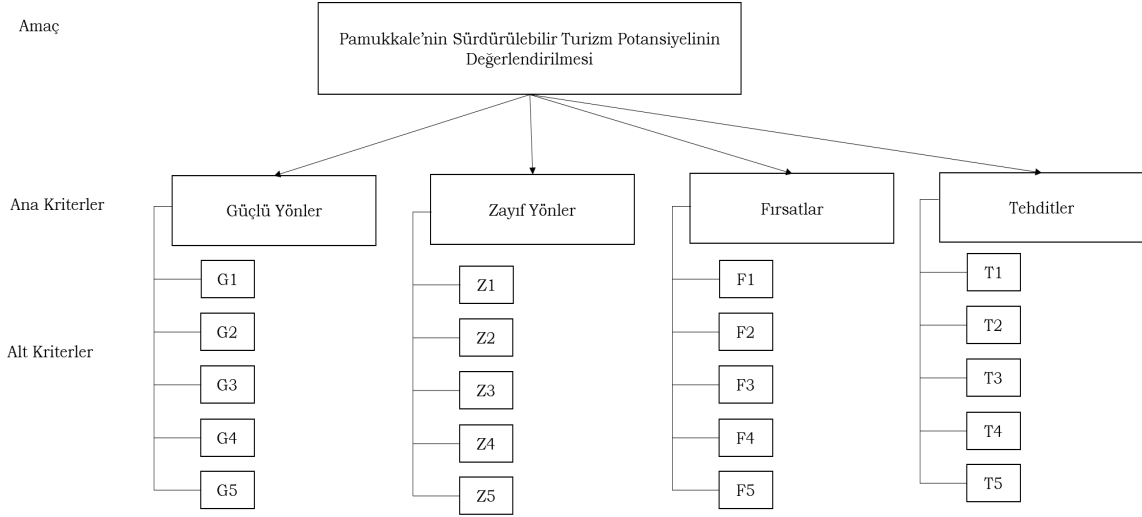 Amaç
Pamukkale'nin Sürdürülebilir Turizm Potansiyelinin
Değerlendirilmesi
Ana Kriterler
Güçlü Yönler
Zayıf Yönler
Fırsatlar
Tehditler
Alt Kriterler
G1
G2
G3
G4
G5
Z1
Z2
Z3
Z4
Z5
F1
F2
F3
F4
F5
T1
T2
T3
T4
T5